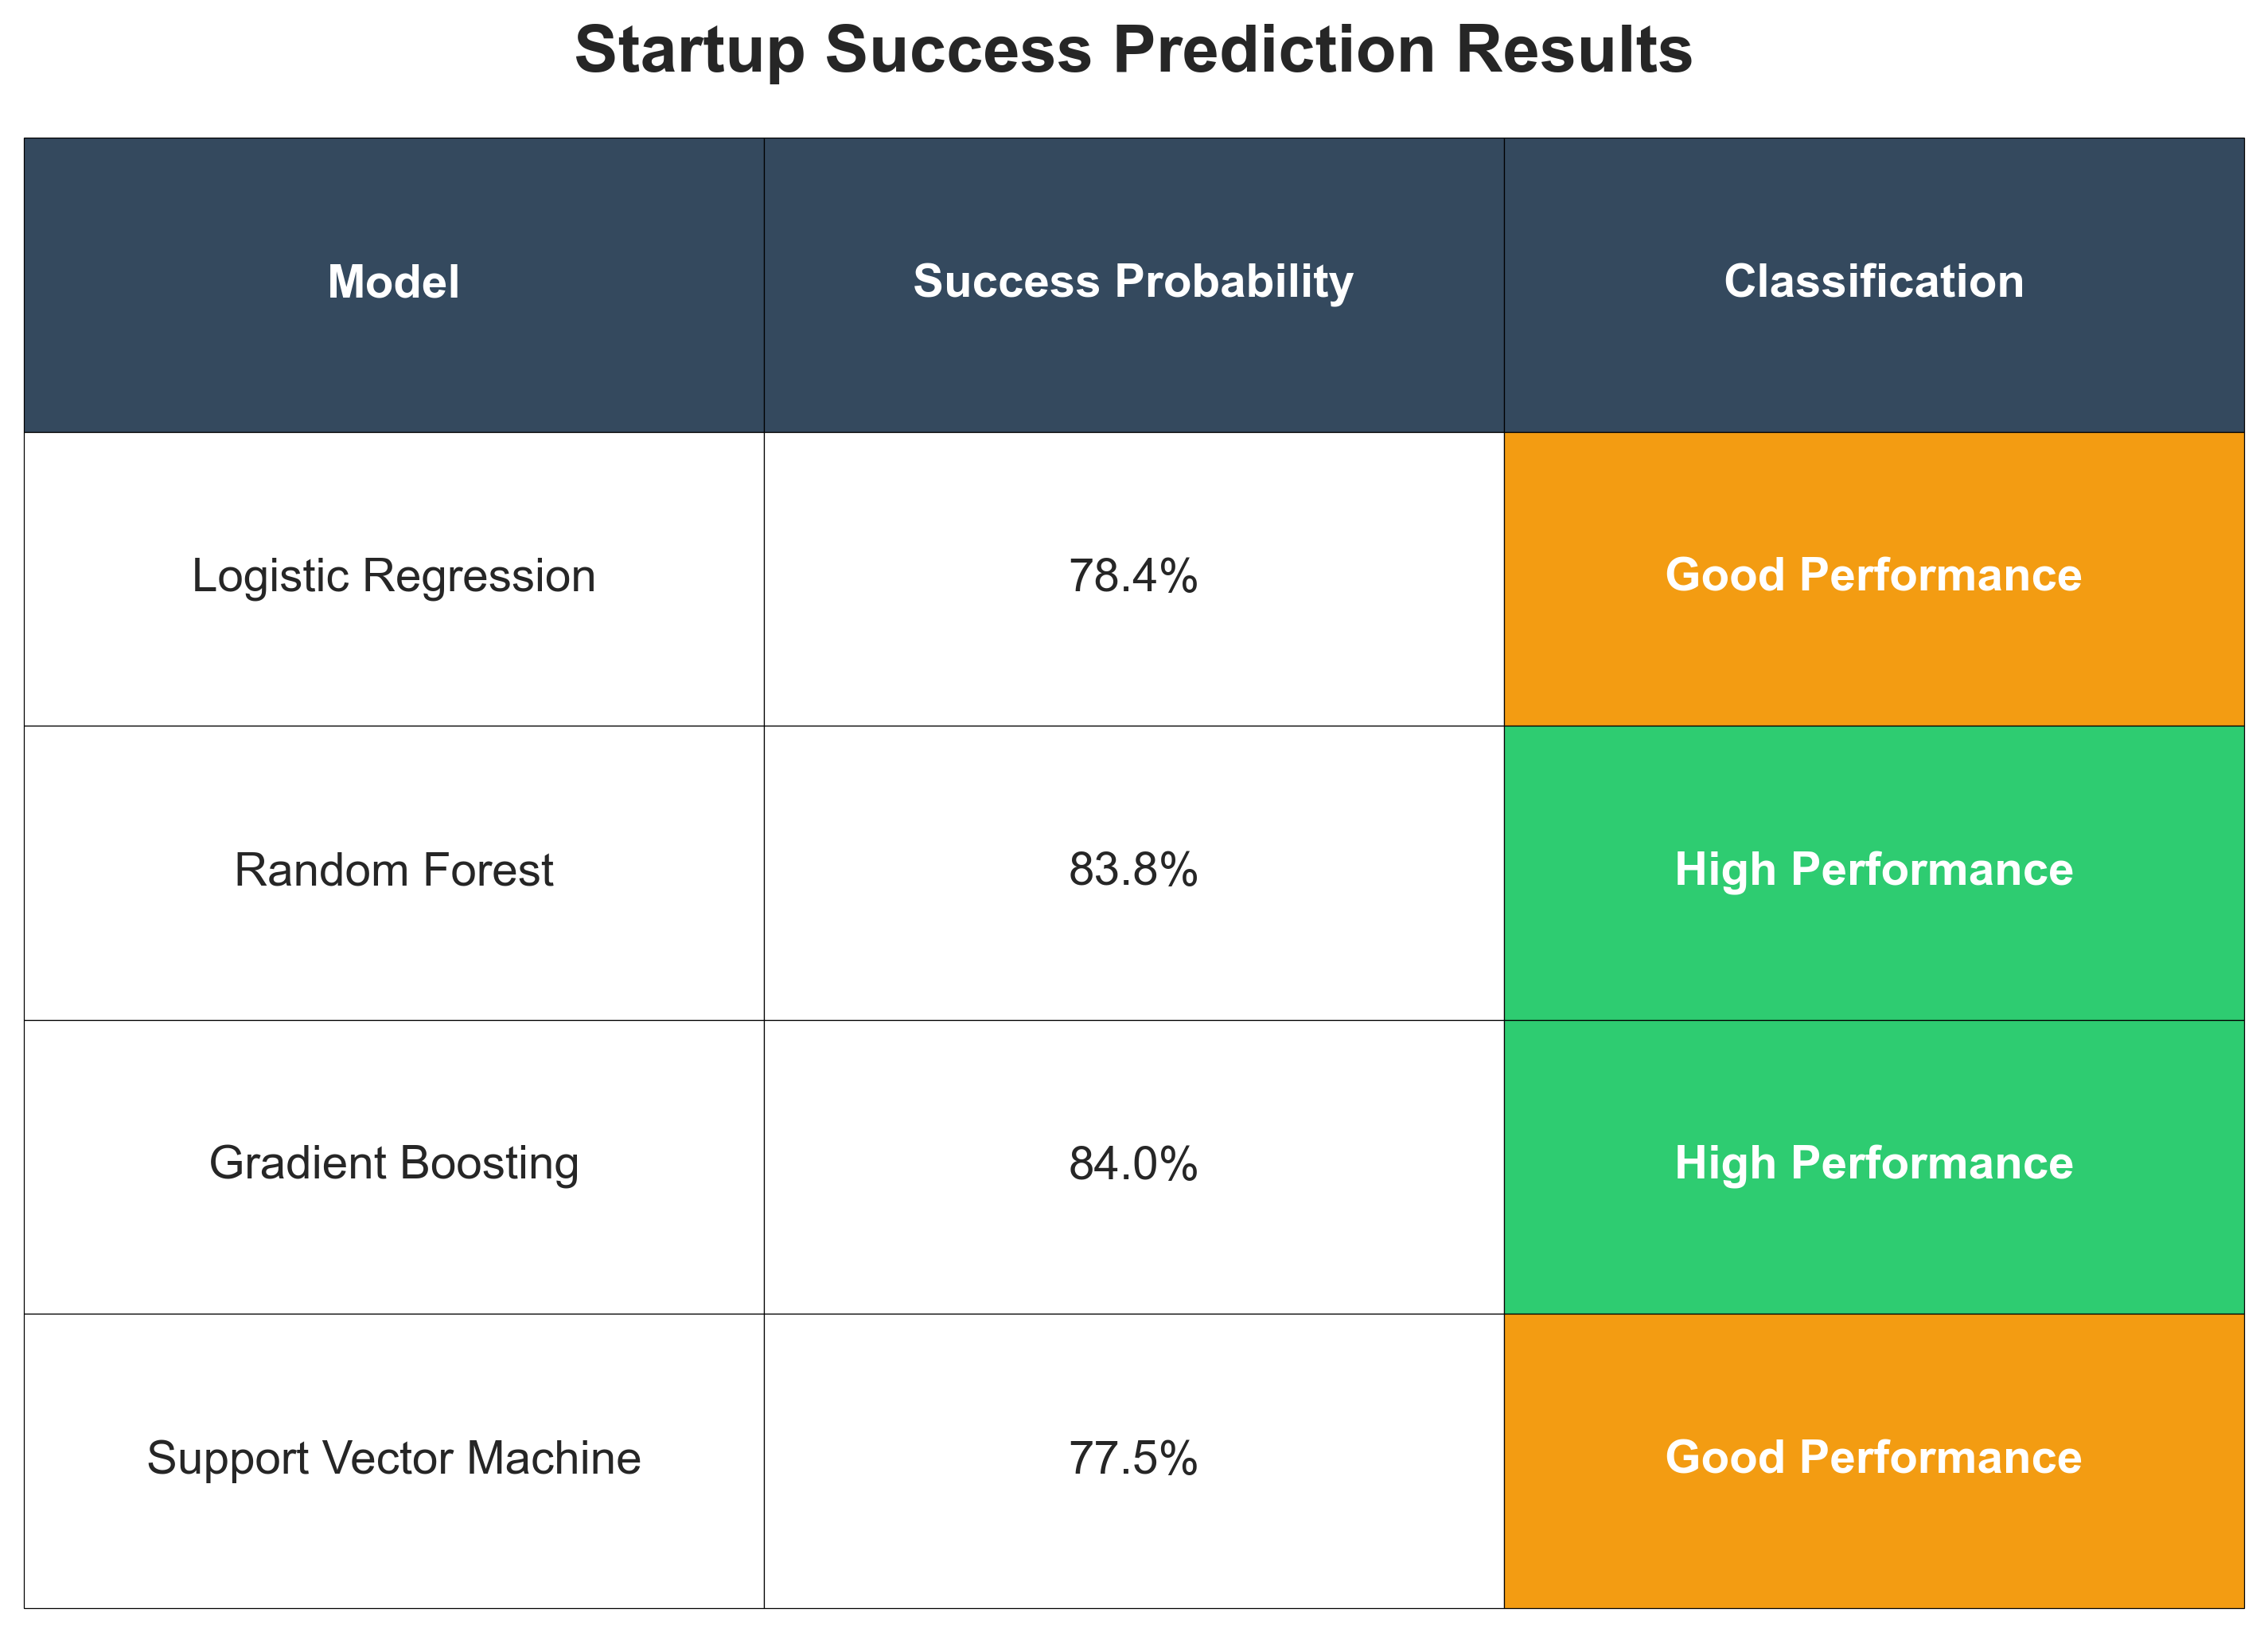 Startup Success Prediction Results
Model Success Probability Classification
Logistic Regression 78.4% Good Performance
Random Forest 83.8% High Performance
Gradient Boosting 84.0% High Performance
Support Vector Machine 77.5% Good Performance